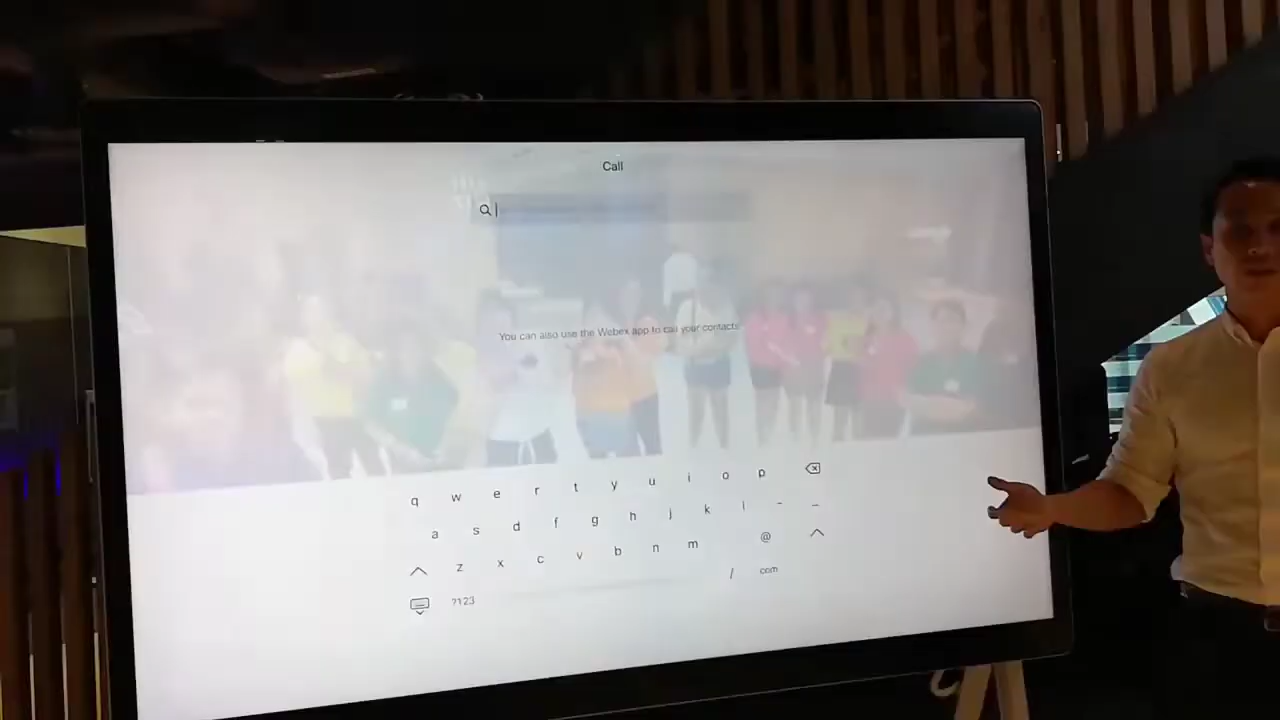 Call
You can also use the Webex app to call your contacts
q w e r t y u i o p
a s d f g h j k l - _
z x c v b n m @
?123 / com